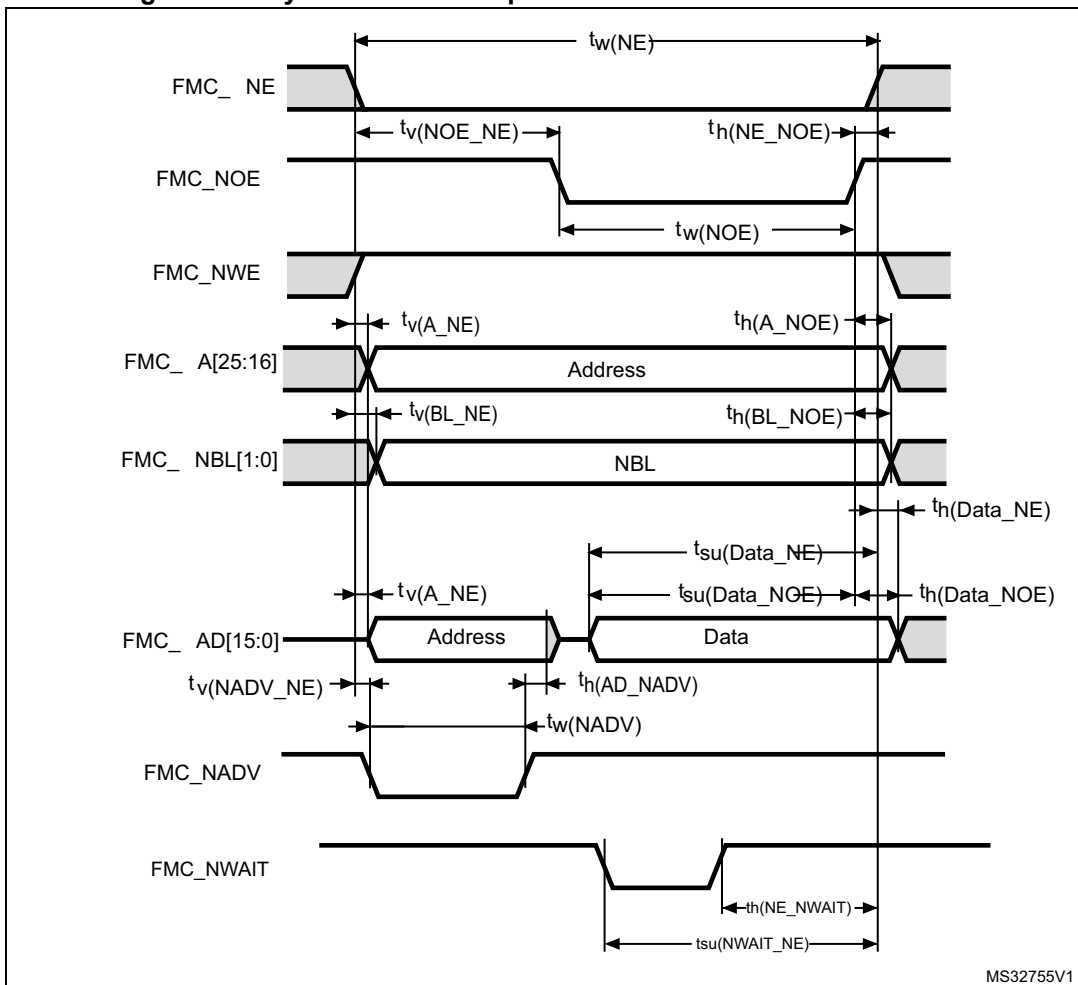 tw(NE)
FMC_ NE
tv(NOE_NE)
th(NE_NOE)
FMC_NOE
tw(NOE)
FMC_NWE
tv(A_NE)
th(A_NOE)
FMC_ A[25:16]
Address
tv(BL_NE)
th(BL_NOE)
FMC_ NBL[1:0]
NBL
th(Data_NE)
tsu(Data_NE)
tv(A_NE)
tsu(Data_NOE)
th(Data_NOE)
FMC_ AD[15:0]
Address
Data
tv(NADV_NE)
th(AD_NADV)
tw(NADV)
FMC_NADV
FMC_NWAIT
th(NE_NWAIT)
tsu(NWAIT_NE)
MS32755V1